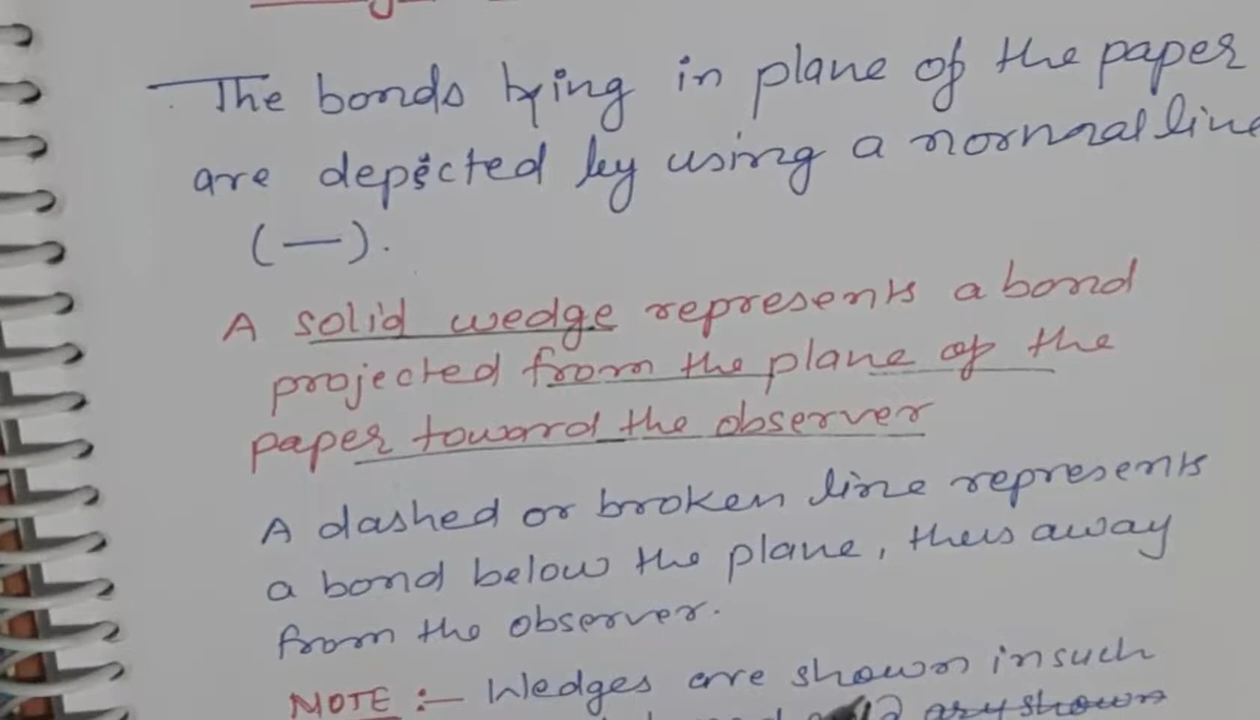 The bonds lying in plane of the paper
are depicted by using a normal line
(—).
A solid wedge represents a bond
projected from the plane of the
paper toward the observer
A dashed or broken line represents
a bond below the plane, thus away
from the observer.
NOTE :— Wedges are shown in such